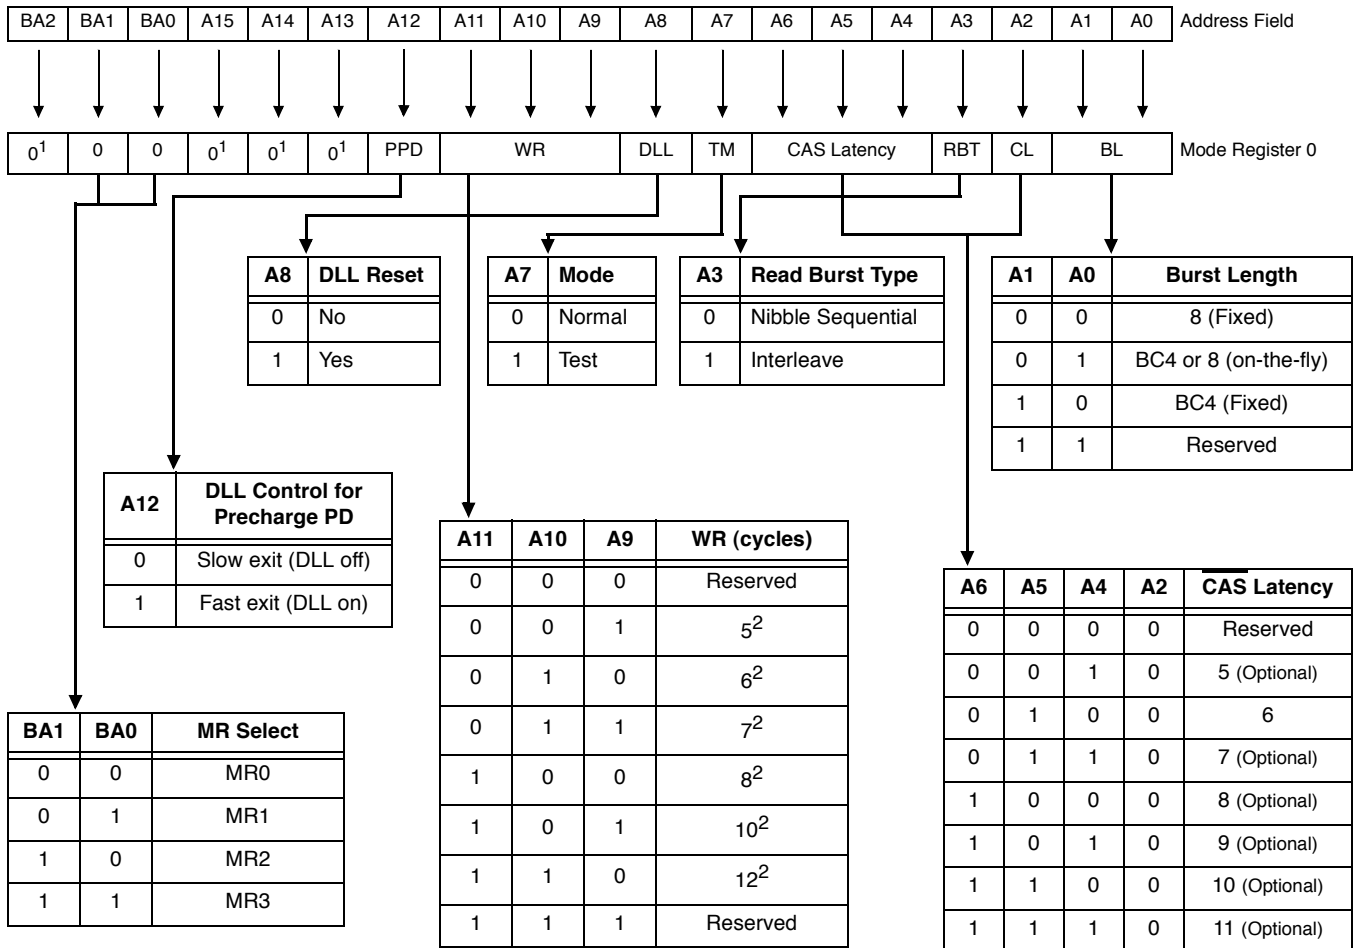 BA2 BA1 BA0 A15 A14 A13 A12 A11 A10 A9 A8 A7 A6 A5 A4 A3 A2 A1 A0 Address Field
0¹ 0 0 0¹ 0¹ 0¹ PPD WR DLL TM CAS Latency RBT CL BL Mode Register 0
A8 DLL Reset
0 No
1 Yes
A7 Mode
0 Normal
1 Test
A3 Read Burst Type
0 Nibble Sequential
1 Interleave
A1 A0 Burst Length
0 0 8 (Fixed)
0 1 BC4 or 8 (on-the-fly)
1 0 BC4 (Fixed)
1 1 Reserved
A12 DLL Control for
Precharge PD
0 Slow exit (DLL off)
1 Fast exit (DLL on)
A11 A10 A9 WR (cycles)
0 0 0 Reserved
0 0 1 5²
0 1 0 6²
0 1 1 7²
1 0 0 8²
1 0 1 10²
1 1 0 12²
1 1 1 Reserved
A6 A5 A4 A2 CAS Latency
0 0 0 0 Reserved
0 0 1 0 5 (Optional)
0 1 0 0 6
0 1 1 0 7 (Optional)
1 0 0 0 8 (Optional)
1 0 1 0 9 (Optional)
1 1 0 0 10 (Optional)
1 1 1 0 11 (Optional)
BA1 BA0 MR Select
0 0 MR0
0 1 MR1
1 0 MR2
1 1 MR3